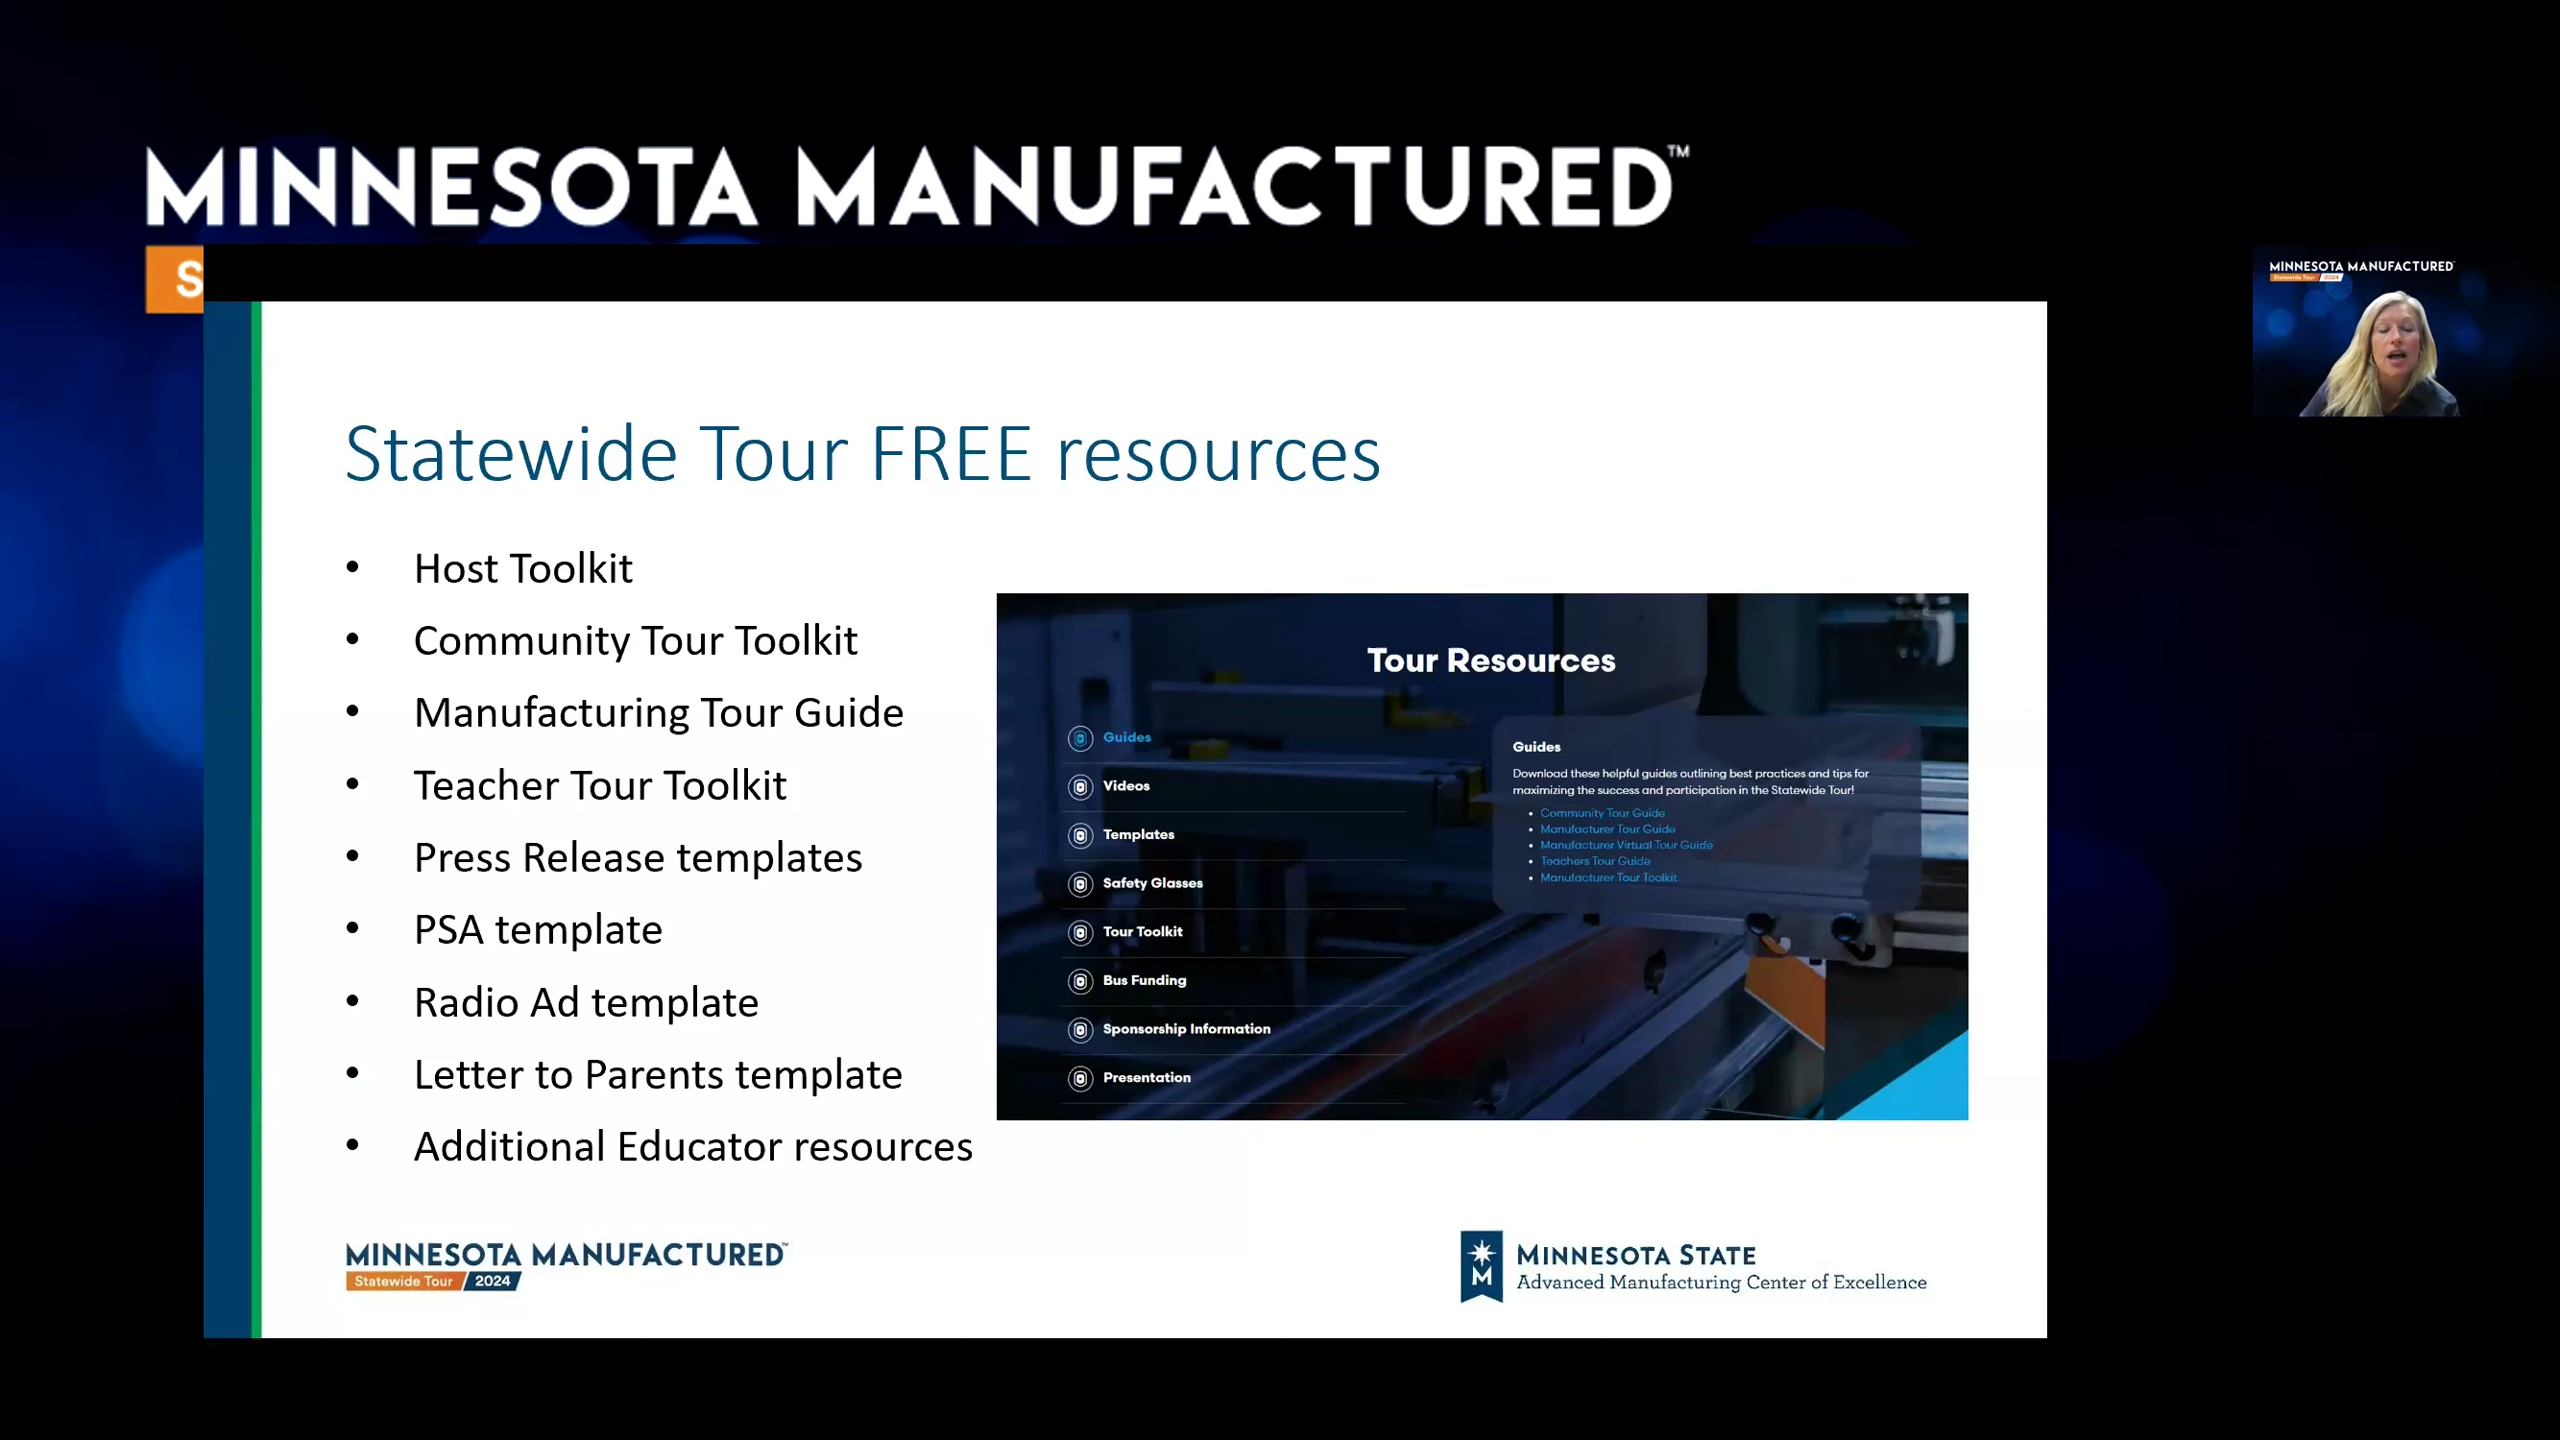 MINNESOTA MANUFACTURED™
S
MINNESOTA MANUFACTURED
Statewide Tour 2024
Statewide Tour FREE resources
• Host Toolkit
• Community Tour Toolkit
• Manufacturing Tour Guide
• Teacher Tour Toolkit
• Press Release templates
• PSA template
• Radio Ad template
• Letter to Parents template
• Additional Educator resources
Tour Resources
Guides
Videos
Templates
Safety Glasses
Tour Toolkit
Bus Funding
Sponsorship Information
Presentation
Guides
Download these helpful guides outlining best practices and tips for
maximizing the success and participation in the Statewide Tour!
• Community Tour Guide
• Manufacturer Tour Guide
• Manufacturer Virtual Tour Guide
• Teachers Tour Guide
• Manufacturer Tour Toolkit
MINNESOTA MANUFACTURED™
Statewide Tour 2024
M
MINNESOTA STATE
Advanced Manufacturing Center of Excellence